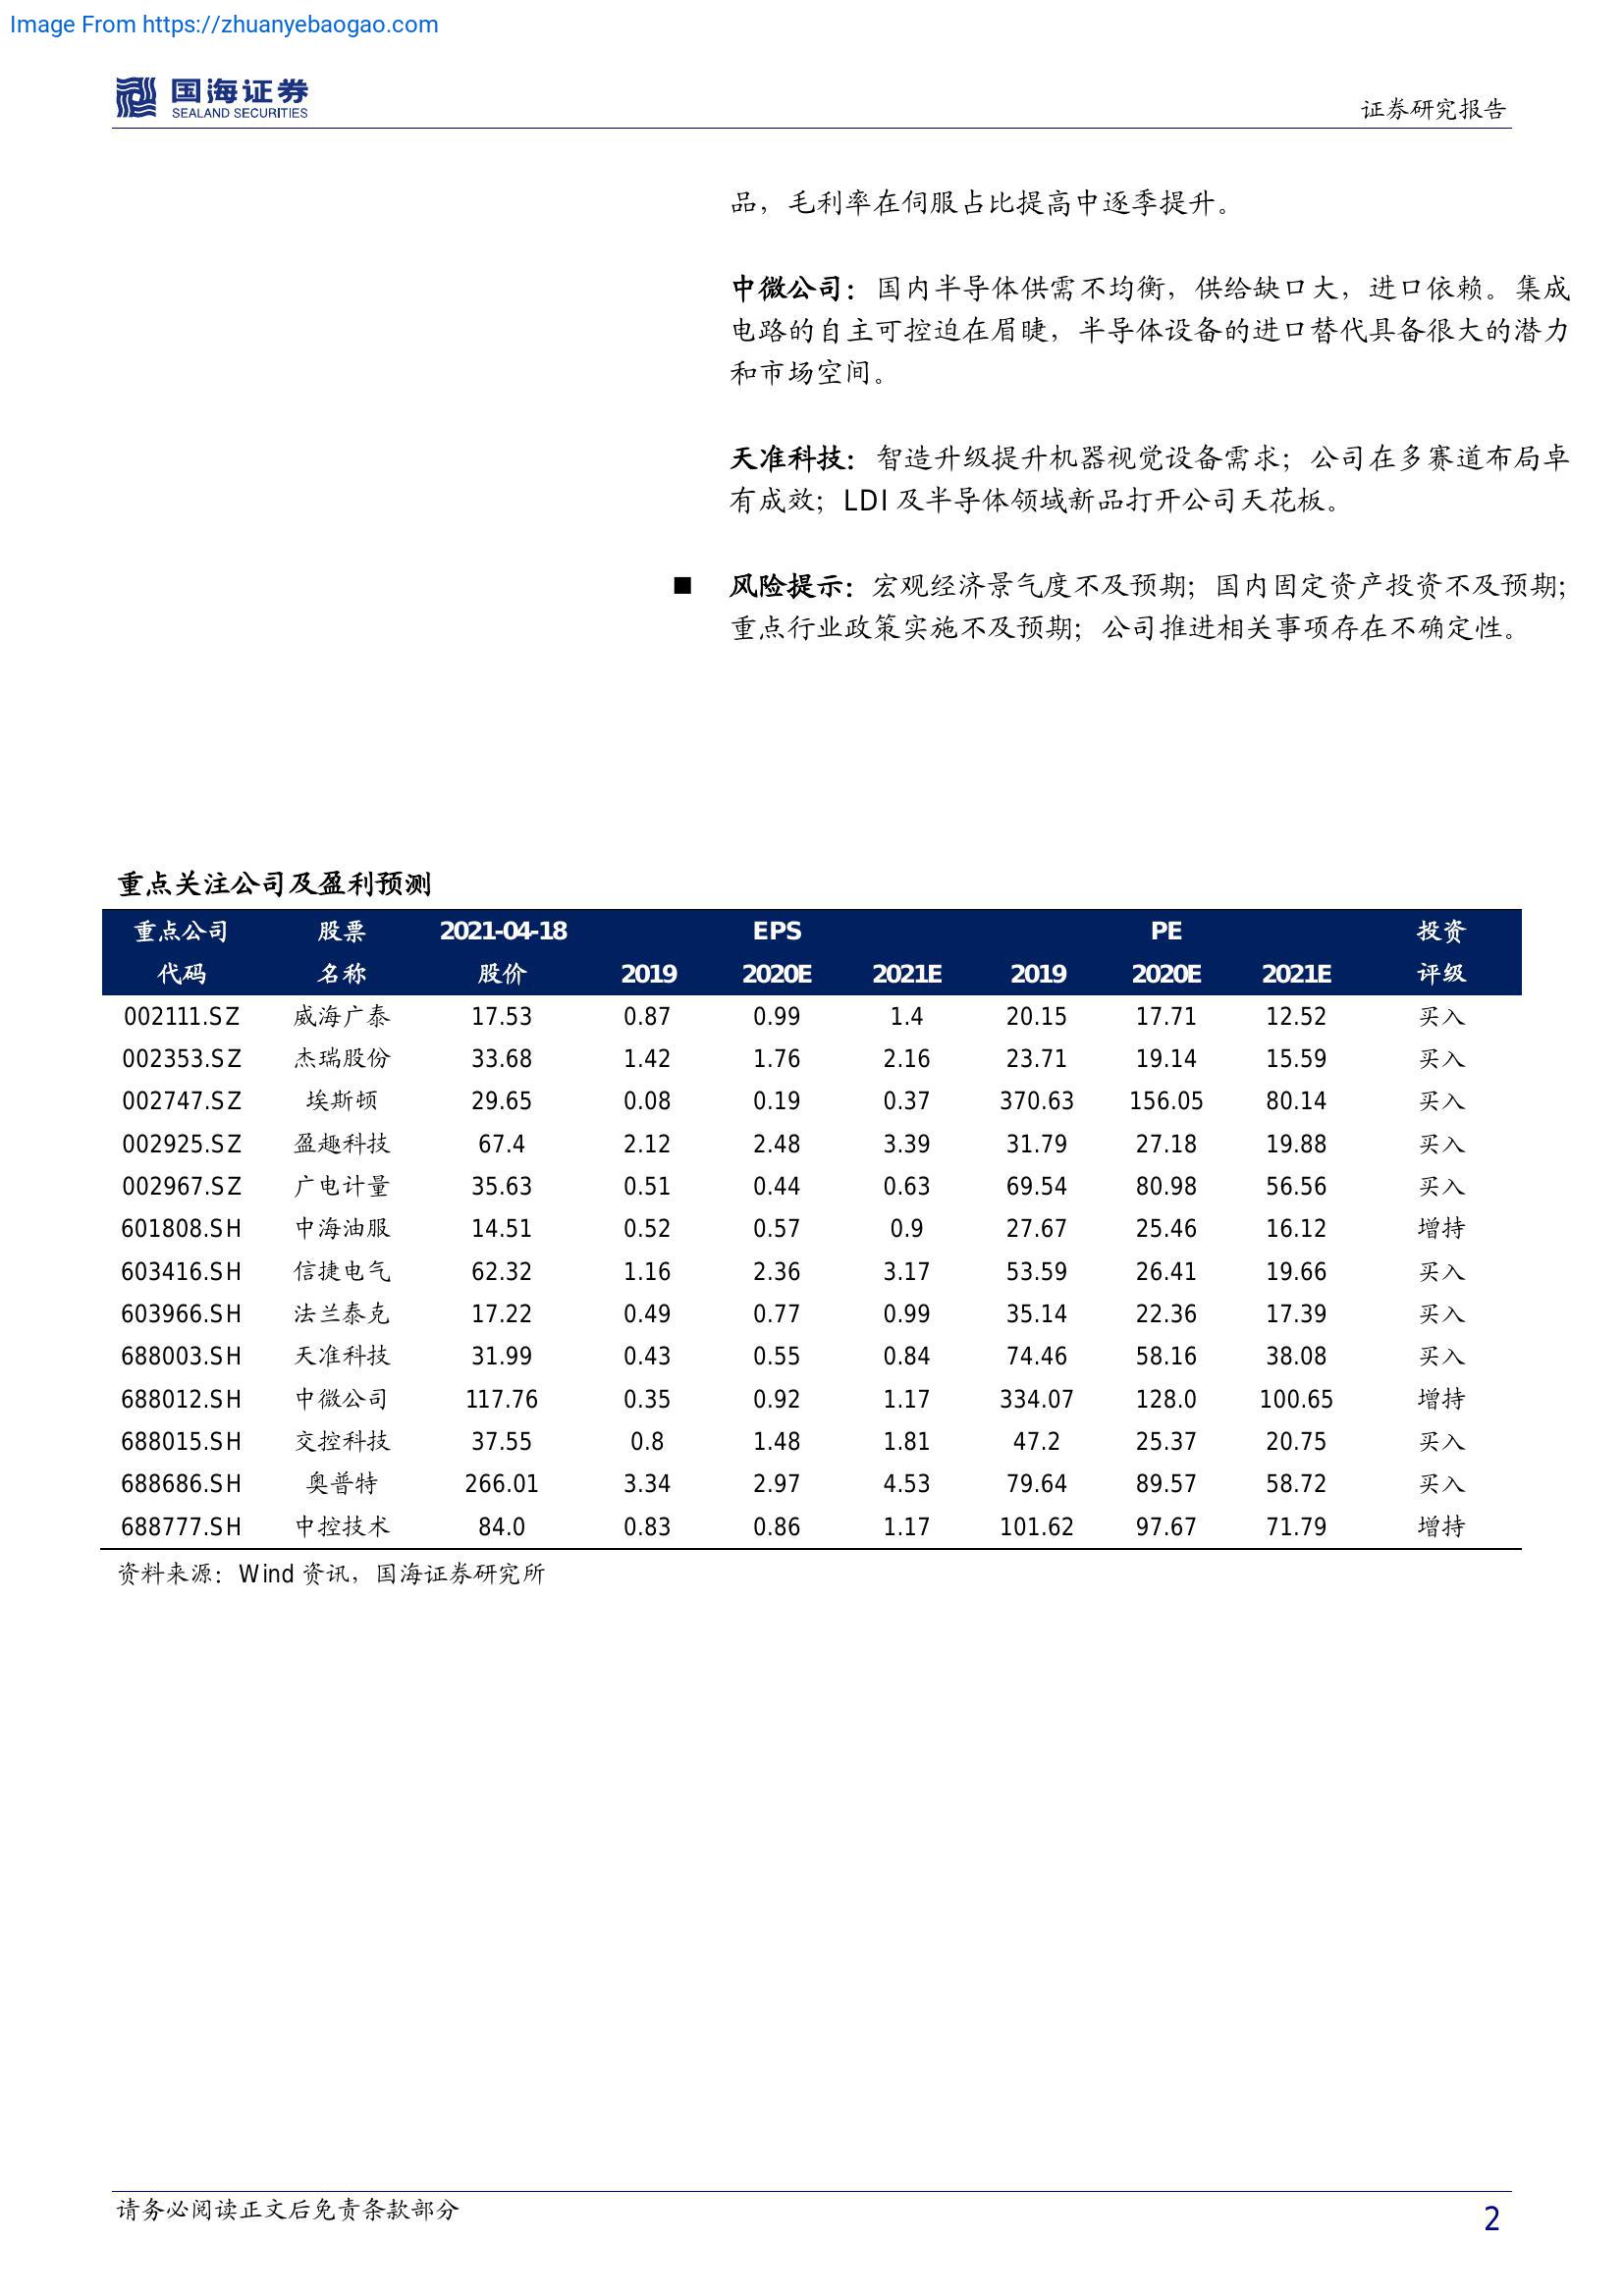 Image From https://zhuanyebaogao.com
国海证券
SEALAND SECURITIES
证券研究报告
品，毛利率在伺服占比提高中逐季提升。
中微公司：国内半导体供需不均衡，供给缺口大，进口依赖。集成
电路的自主可控迫在眉睫，半导体设备的进口替代具备很大的潜力
和市场空间。
天准科技：智造升级提升机器视觉设备需求；公司在多赛道布局卓
有成效；LDI 及半导体领域新品打开公司天花板。
■ 风险提示：宏观经济景气度不及预期；国内固定资产投资不及预期；
重点行业政策实施不及预期；公司推进相关事项存在不确定性。
重点关注公司及盈利预测
重点公司 股票 2021-04-18 EPS PE 投资
代码 名称 股价 2019 2020E 2021E 2019 2020E 2021E 评级
002111.SZ 威海广泰 17.53 0.87 0.99 1.4 20.15 17.71 12.52 买入
002353.SZ 杰瑞股份 33.68 1.42 1.76 2.16 23.71 19.14 15.59 买入
002747.SZ 埃斯顿 29.65 0.08 0.19 0.37 370.63 156.05 80.14 买入
002925.SZ 盈趣科技 67.4 2.12 2.48 3.39 31.79 27.18 19.88 买入
002967.SZ 广电计量 35.63 0.51 0.44 0.63 69.54 80.98 56.56 买入
601808.SH 中海油服 14.51 0.52 0.57 0.9 27.67 25.46 16.12 增持
603416.SH 信捷电气 62.32 1.16 2.36 3.17 53.59 26.41 19.66 买入
603966.SH 法兰泰克 17.22 0.49 0.77 0.99 35.14 22.36 17.39 买入
688003.SH 天准科技 31.99 0.43 0.55 0.84 74.46 58.16 38.08 买入
688012.SH 中微公司 117.76 0.35 0.92 1.17 334.07 128.0 100.65 增持
688015.SH 交控科技 37.55 0.8 1.48 1.81 47.2 25.37 20.75 买入
688686.SH 奥普特 266.01 3.34 2.97 4.53 79.64 89.57 58.72 买入
688777.SH 中控技术 84.0 0.83 0.86 1.17 101.62 97.67 71.79 增持
资料来源：Wind 资讯，国海证券研究所
请务必阅读正文后免责条款部分
2